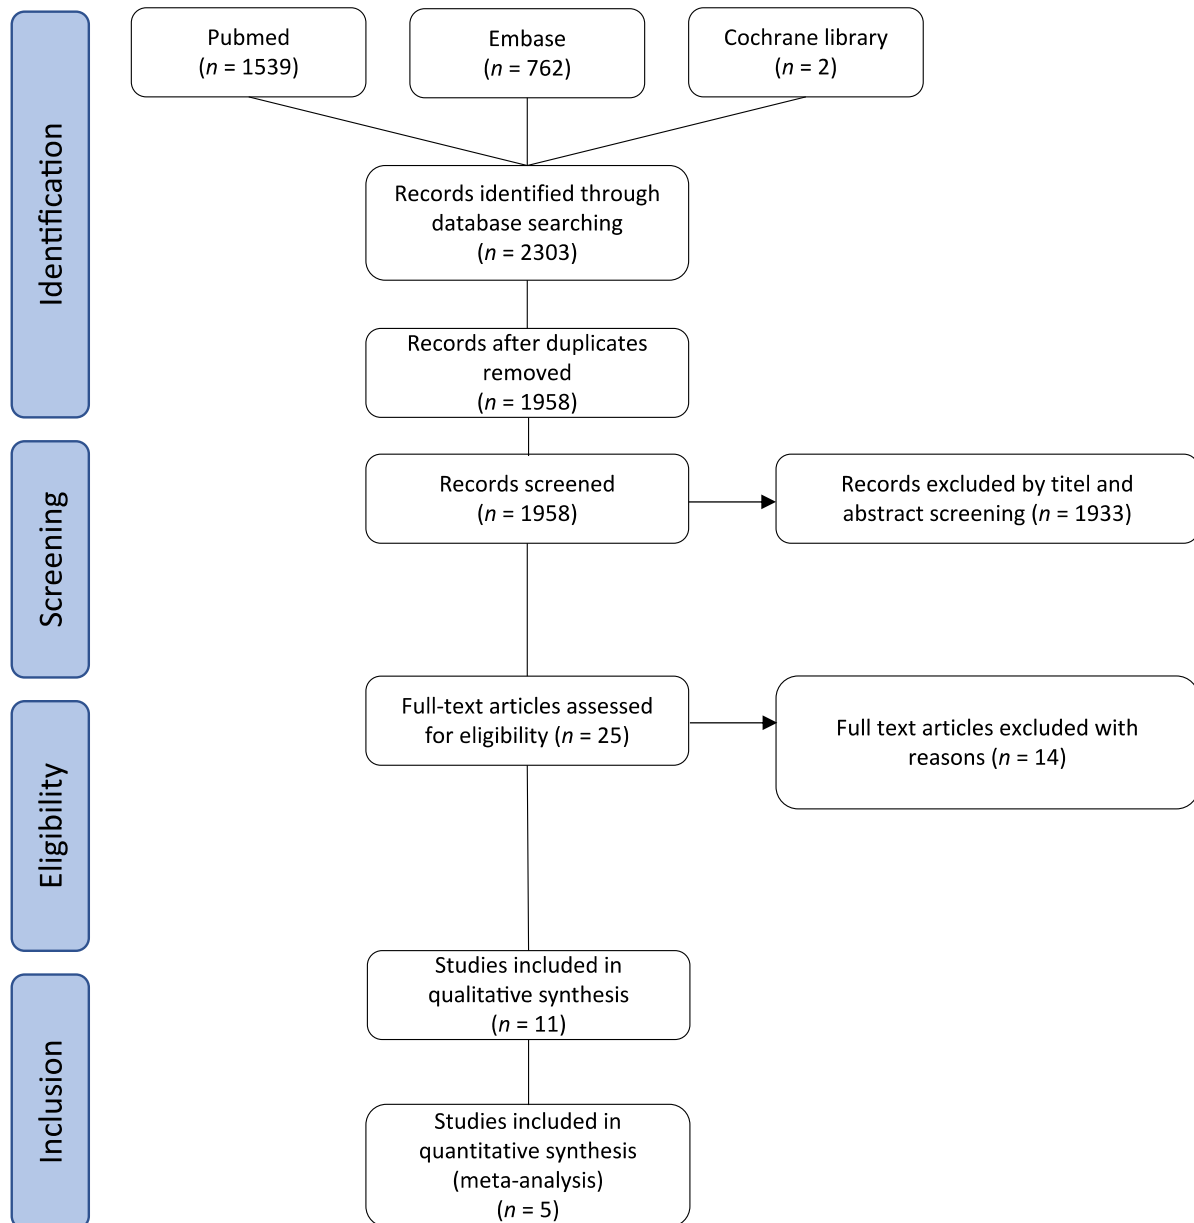 Identification
Pubmed
(n = 1539)
Embase
(n = 762)
Cochrane library
(n = 2)
Records identified through
database searching
(n = 2303)
Records after duplicates
removed
(n = 1958)
Screening
Records screened
(n = 1958)
Records excluded by titel and
abstract screening (n = 1933)
Eligibility
Full-text articles assessed
for eligibility (n = 25)
Full text articles excluded with
reasons (n = 14)
Inclusion
Studies included in
qualitative synthesis
(n = 11)
Studies included in
quantitative synthesis
(meta-analysis)
(n = 5)